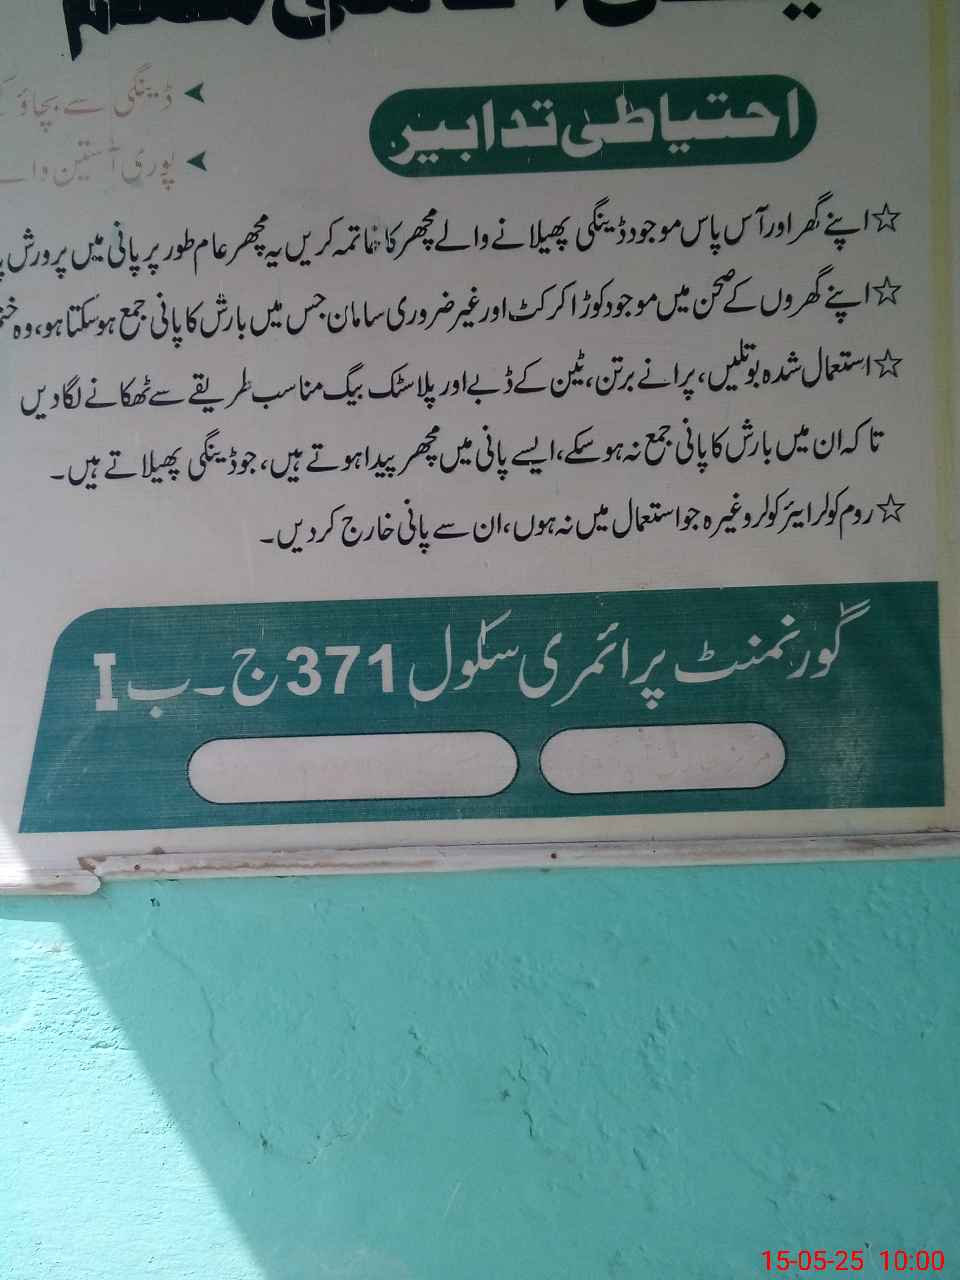 احتیاطی تدابیر
ڈینگی سے بچاؤ
پوری آستین
☆ اپنے گھر اور آس پاس موجود ڈینگی پھیلانے والے مچھر کا خاتمہ کریں یہ مچھر عام طور پر پانی میں پرورش
☆ اپنے گھروں کے صحن میں موجود کوڑا کرکٹ اور غیر ضروری سامان جس میں بارش کا پانی جمع ہو سکتا ہو، وہ
☆ استعمال شدہ بوتلیں، پرانے برتن، ٹین کے ڈبے اور پلاسٹک بیگ مناسب طریقے سے ٹھکانے لگا دیں
تاکہ ان میں بارش کا پانی جمع نہ ہو سکے، ایسے پانی میں مچھر پیدا ہوتے ہیں، جو ڈینگی پھیلاتے ہیں۔
☆ روم کولر ایئر کولر وغیرہ جو استعمال میں نہ ہوں، ان سے پانی خارج کر دیں۔
گورنمنٹ پرائمری سکول 371 ج۔ب I
15-05-25 10:00